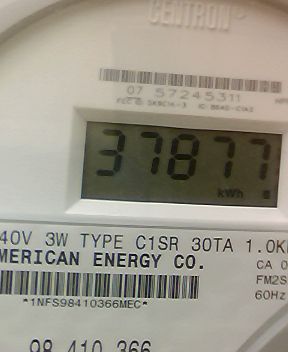 CENTRON
07 57245311
37877
kWh
40V 3W TYPE C1SR 30TA 1.0K
MERICAN ENERGY CO.
CA 0
FM2S
*1NFS98410366MEC*
60Hz
98 410 366